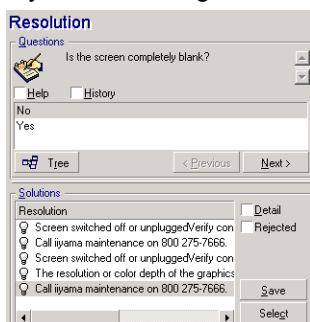 Resolution
Questions
Is the screen completely blank?
Help History
No
Yes
Tree < Previous Next >
Solutions
Resolution Detail
Screen switched off or unpluggedVerify con Rejected
Call iiyama maintenance on 800 275-7666.
Screen switched off or unpluggedVerify con
The resolution or color depth of the graphics
Call iiyama maintenance on 800 275-7666. Save
Select